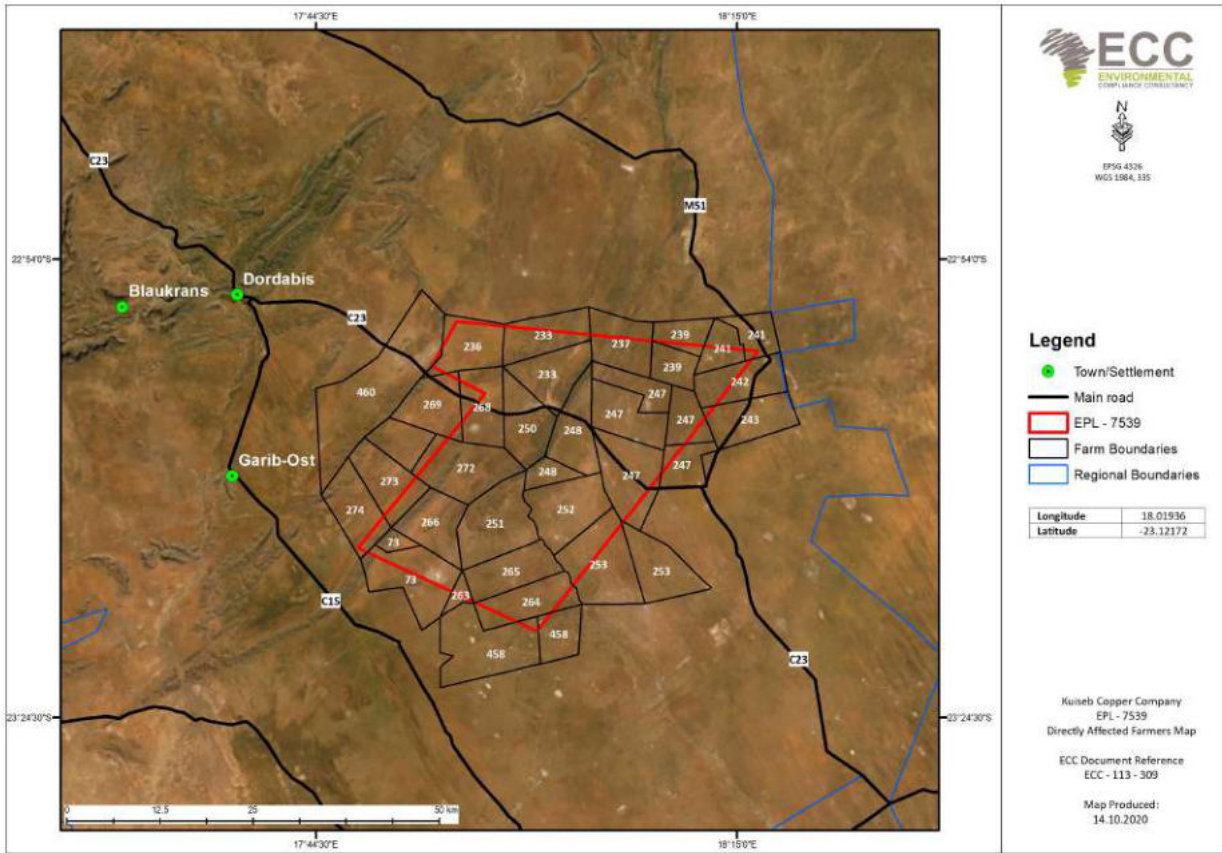 17°44'30"E
18°15'0"E
22°54'0"S
22°54'0"S
C23
M51
Blaukrans
Dordabis
C23
236
233
237
239
241
241
460
269
268
233
239
242
247
247
247
243
250
248
272
273
248
247
247
Garib-Ost
274
266
251
252
73
73
265
253
253
263
264
458
458
C15
C23
23°24'30"S
23°24'30"S
0 12.5 25 50 km
17°44'30"E
18°15'0"E
ECC
ENVIRONMENTAL
COMPLIANCE CONSULTANCY
N
EPSG 4326
WGS 1984, 33S
Legend
Town/Settlement
Main road
EPL - 7539
Farm Boundaries
Regional Boundaries
Longitude 18.01936
Latitude -23.12172
Kuiseb Copper Company
EPL - 7539
Directly Affected Farmers Map
ECC Document Reference
ECC - 113 - 309
Map Produced:
14.10.2020